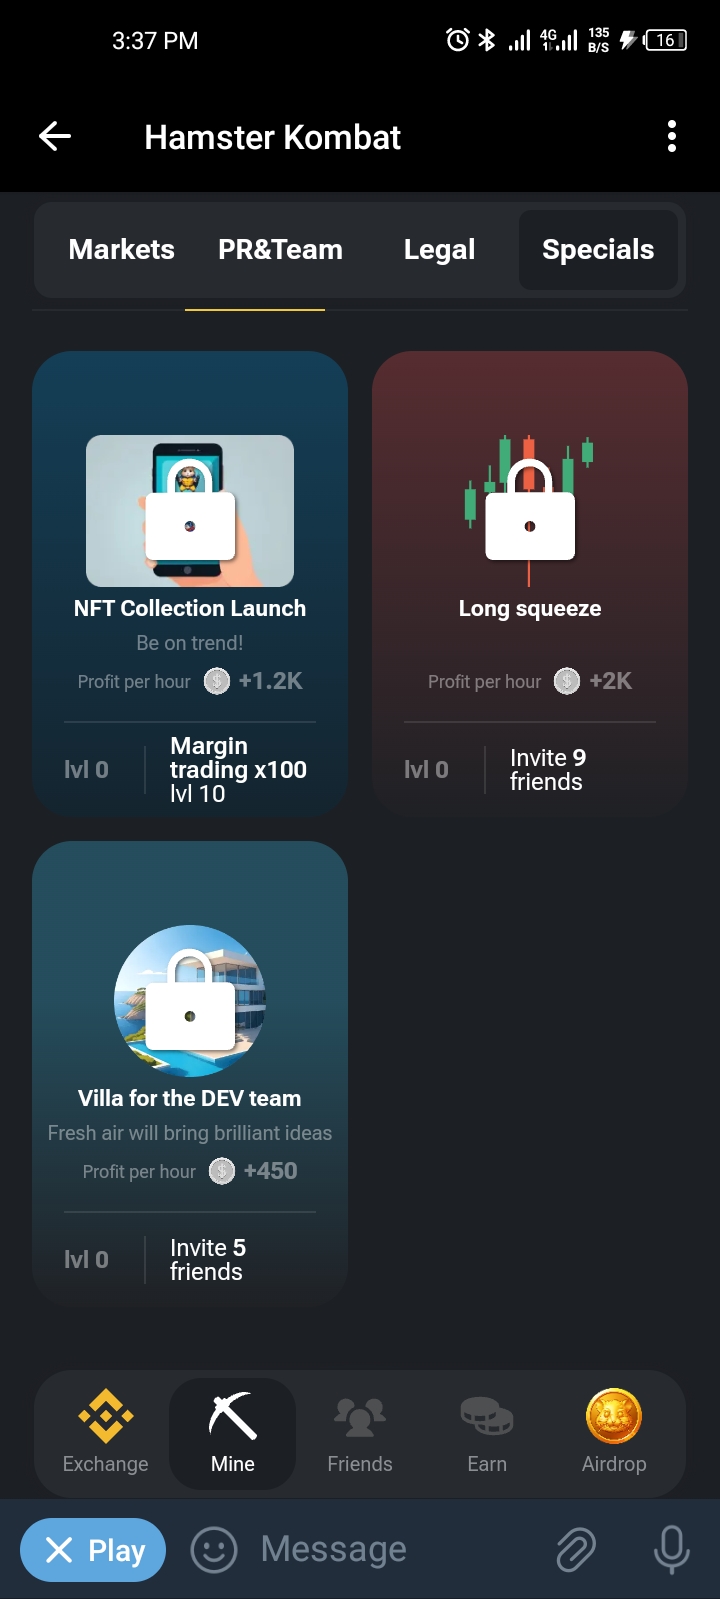 3:37 PM
4G
135
B/S
16
Hamster Kombat
Markets
PR&Team
Legal
Specials
NFT Collection Launch
Be on trend!
Profit per hour +1.2K
lvl 0
Margin
trading x100
lvl 10
Long squeeze
Profit per hour +2K
lvl 0
Invite 9
friends
Villa for the DEV team
Fresh air will bring brilliant ideas
Profit per hour +450
lvl 0
Invite 5
friends
Exchange
Mine
Friends
Earn
Airdrop
Play
Message